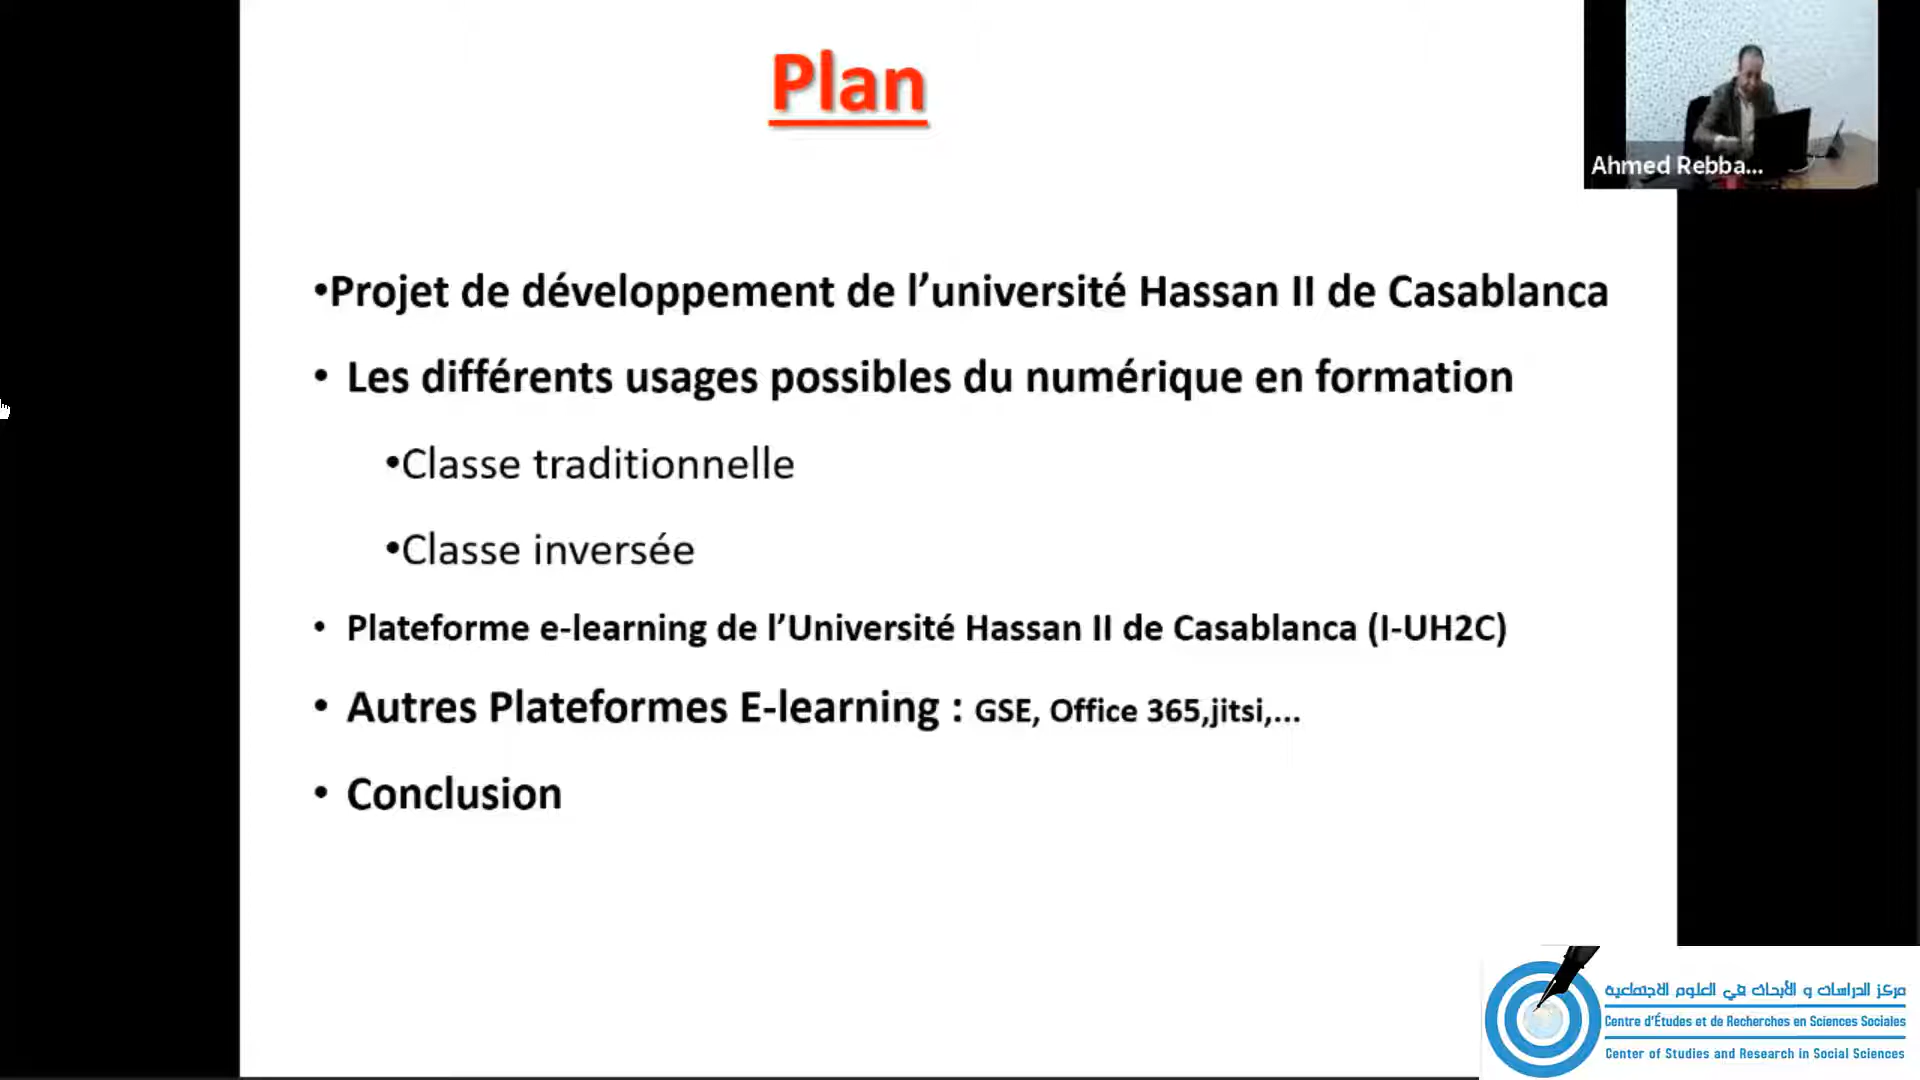 Plan
Ahmed Rebba...
•Projet de développement de l’université Hassan II de Casablanca
• Les différents usages possibles du numérique en formation
•Classe traditionnelle
•Classe inversée
• Plateforme e-learning de l’Université Hassan II de Casablanca (I-UH2C)
• Autres Plateformes E-learning : GSE, Office 365,jitsi,...
• Conclusion
مركز الدراسات و الأبحاث في العلوم الاجتماعية
Centre d'Études et de Recherches en Sciences Sociales
Center of Studies and Research in Social Sciences